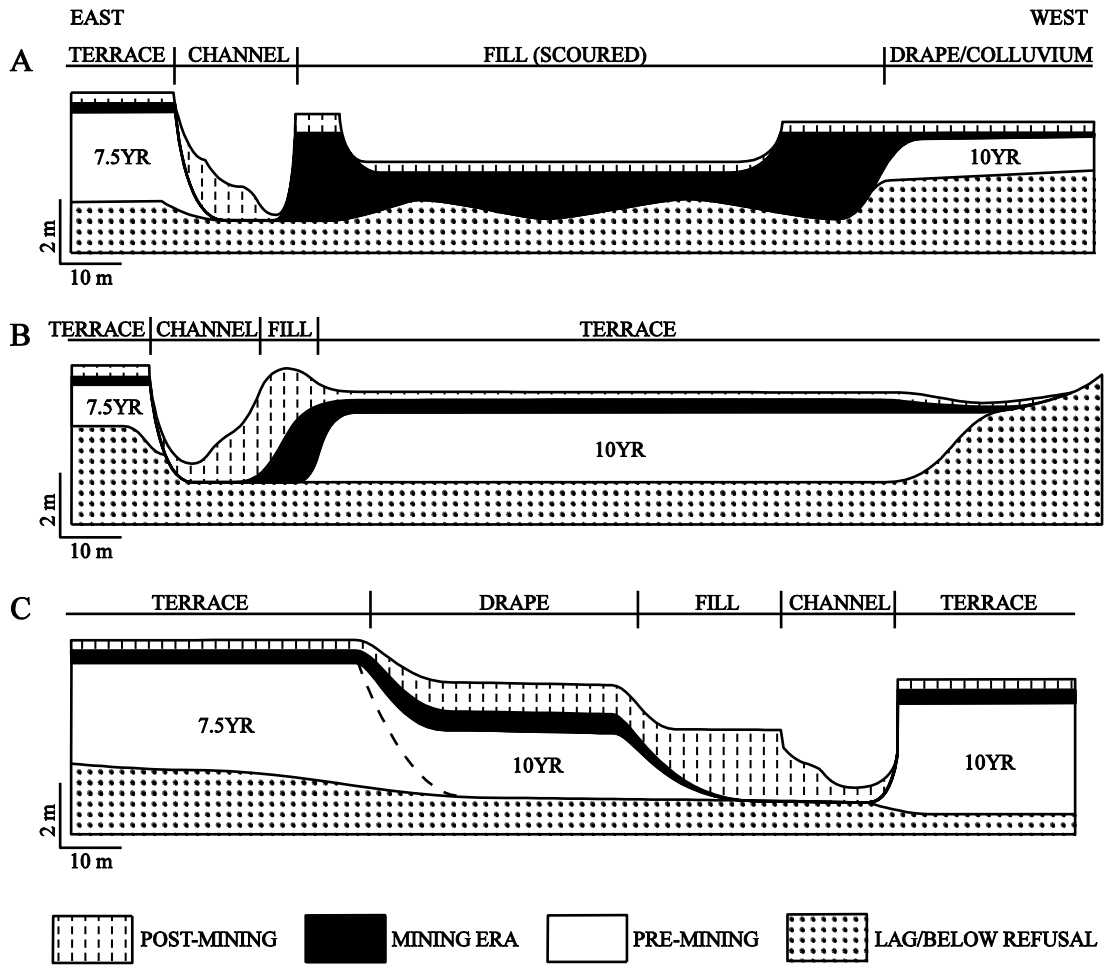 EAST WEST
A TERRACE CHANNEL FILL (SCOURED) DRAPE/COLLUVIUM
7.5YR 10YR
2 m
10 m
B TERRACE CHANNEL FILL TERRACE
7.5YR
10YR
2 m
10 m
C TERRACE DRAPE FILL CHANNEL TERRACE
7.5YR
10YR 10YR
2 m
10 m
POST-MINING MINING ERA PRE-MINING LAG/BELOW REFUSAL